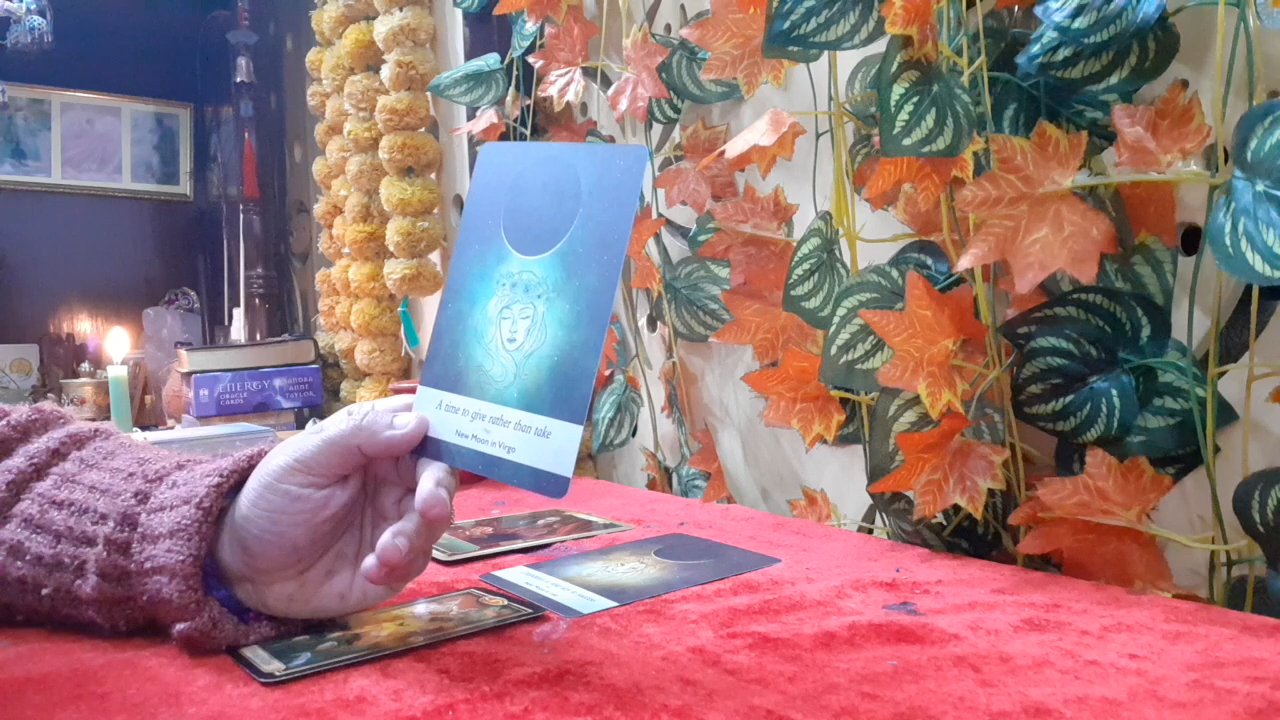 ENERGY
ORACLE
CARDS
SANDRA
ANNE
TAYLOR
A time to give rather than take
New Moon in Virgo